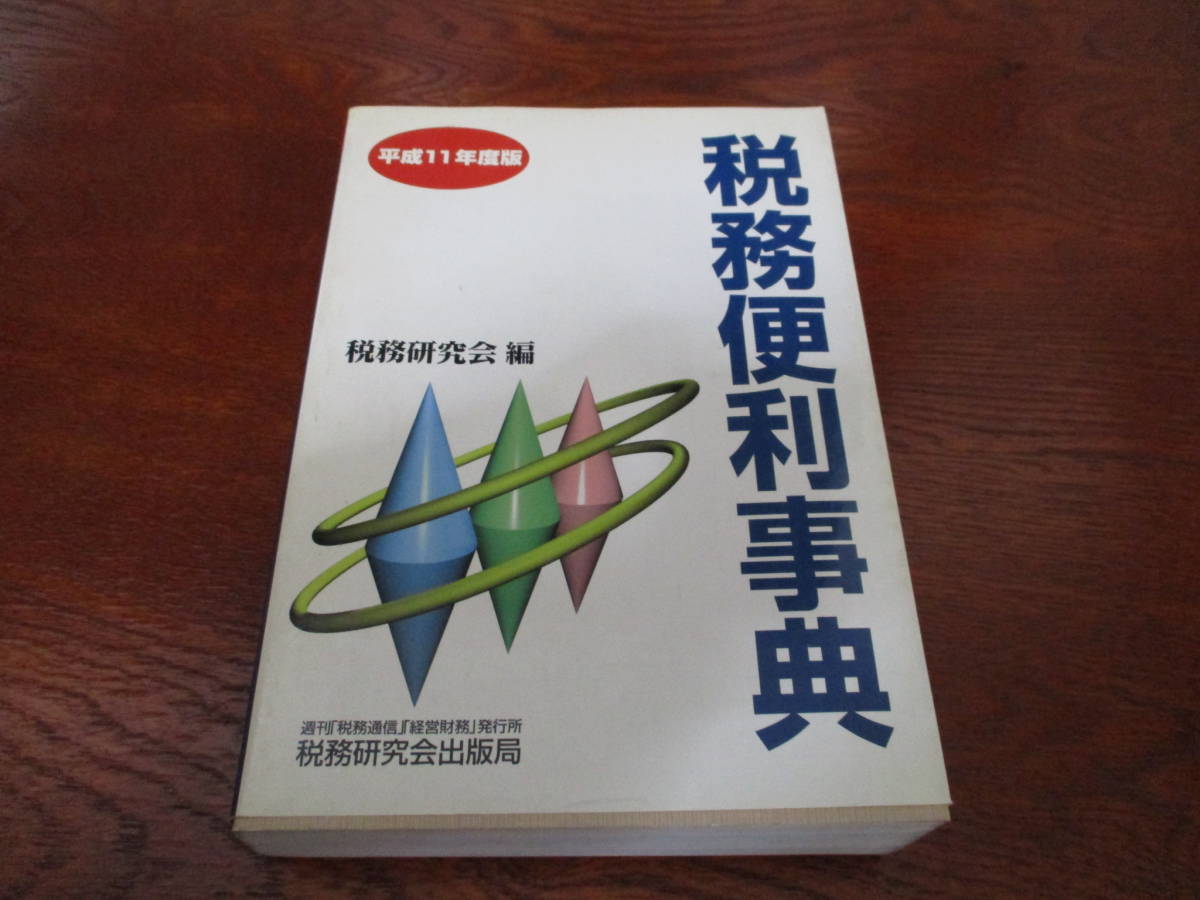 平成11年度版
税務便利事典
税務研究会 編
週刊「税務通信」「経営財務」発行所
税務研究会出版局